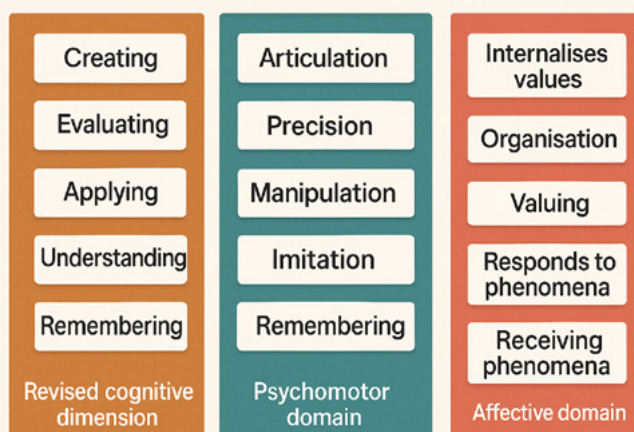 Creating
Evaluating
Applying
Understanding
Remembering
Revised cognitive
dimension
Articulation
Precision
Manipulation
Imitation
Remembering
Psychomotor
domain
Internalises
values
Organisation
Valuing
Responds to
phenomena
Receiving
phenomena
Affective domain